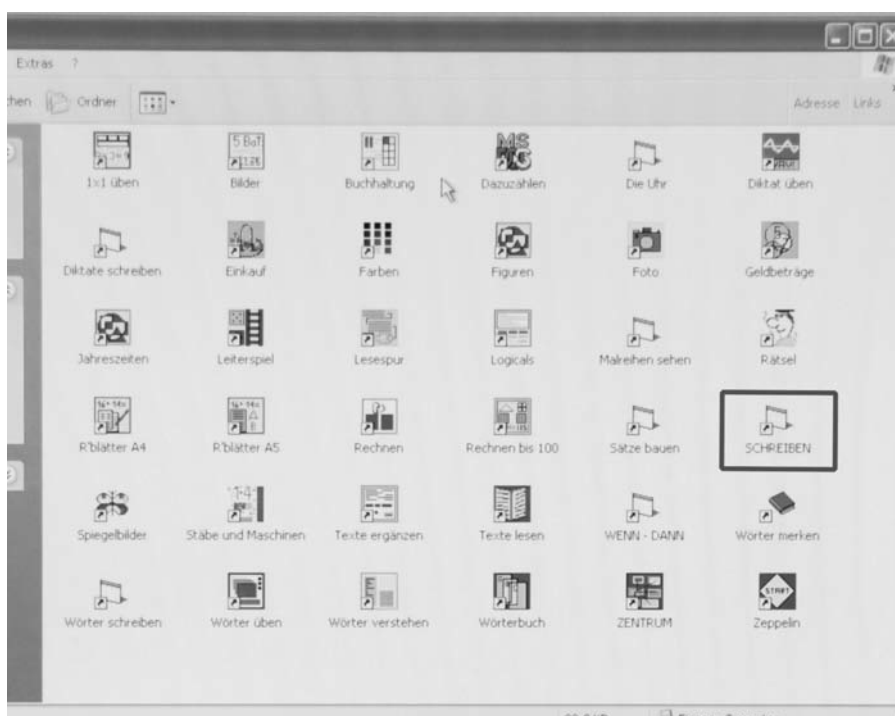 Extras ?
Ordner
Adresse Links
1x1 üben Bilder Buchhaltung Dazuzählen Die Uhr Diktat üben
Diktate schreiben Einkauf Farben Figuren Foto Geldbeträge
Jahreszeiten Leiterspiel Lesespur Logicals Malreihen sehen Rätsel
R'blätter A4 R'blätter A5 Rechnen Rechnen bis 100 Sätze bauen SCHREIBEN
Spiegelbilder Stäbe und Maschinen Texte ergänzen Texte lesen WENN - DANN Wörter merken
START
Wörter schreiben Wörter üben Wörter verstehen Wörterbuch ZENTRUM Zeppelin